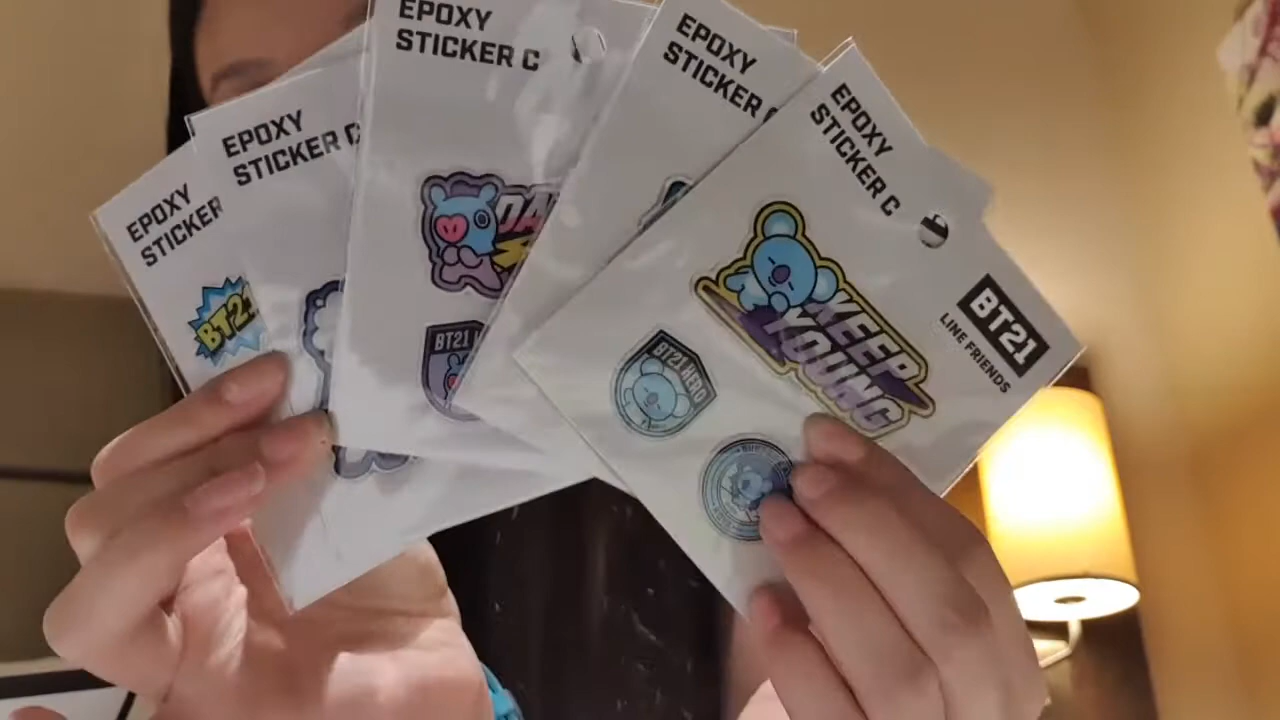 EPOXY
STICKER
BT21
EPOXY
STICKER C
EPOXY
STICKER C
BT21
EPOXY
STICKER
EPOXY
STICKER C
KEEP
YOUNG
BT21 HERO
BT21
LINE FRIENDS